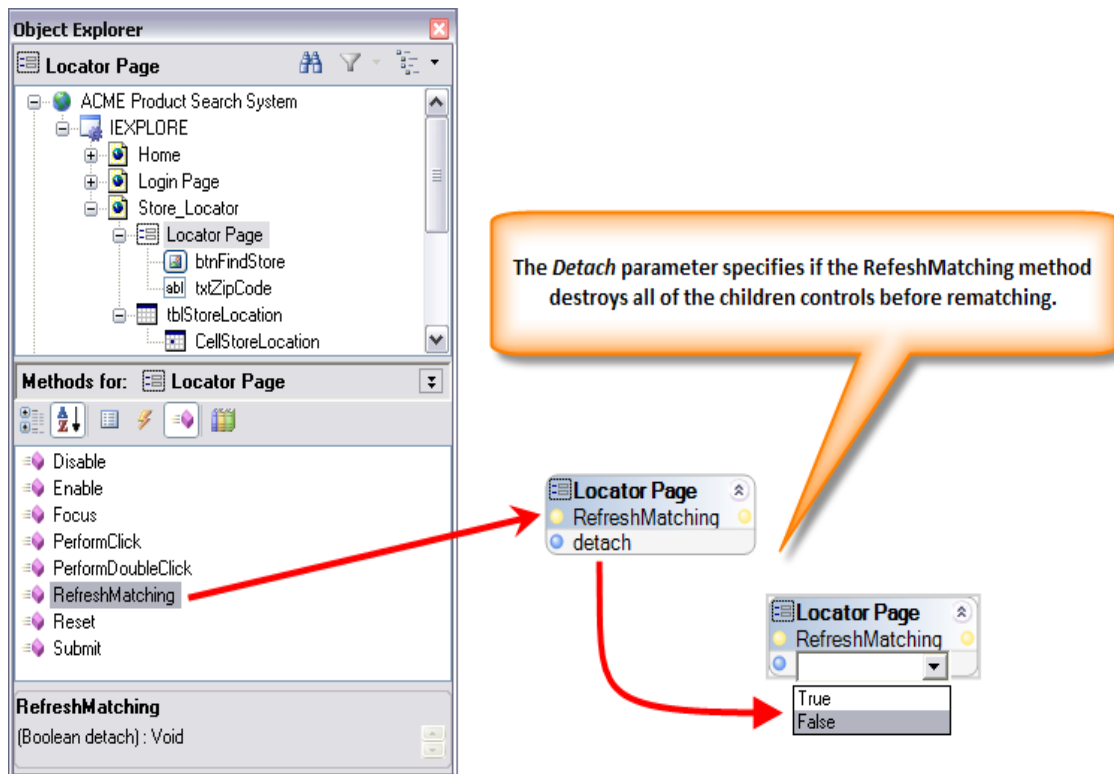 Object Explorer
Locator Page
ACME Product Search System
IEXPLORE
Home
Login Page
Store_Locator
Locator Page
btnFindStore
abl txtZipCode
tblStoreLocation
CellStoreLocation
Methods for: Locator Page
A Z
Disable
Enable
Focus
PerformClick
PerformDoubleClick
RefreshMatching
Reset
Submit
RefreshMatching
(Boolean detach) : Void
The Detach parameter specifies if the RefeshMatching method
destroys all of the children controls before rematching.
Locator Page
RefreshMatching
detach
Locator Page
RefreshMatching
True
False